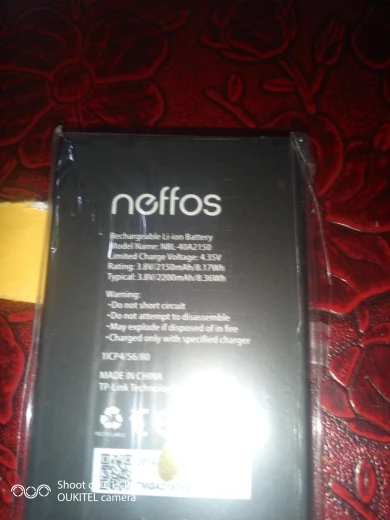 neffos
Rechargeable Li-ion Battery
Model Name: NBL-40A2150
Limited Charge Voltage: 4.35V
Rating: 3.8V/2150mAh/8.17Wh
Typical: 3.8V/2200mAh/8.36Wh
Warning:
-Do not short circuit
-Do not attempt to disassemble
-May explode if disposed of in fire
-Charged only with specified charger
1ICP4/56/80
MADE IN CHINA
TP-Link
RECYCLABLE
Shoot on
OUKITEL camera